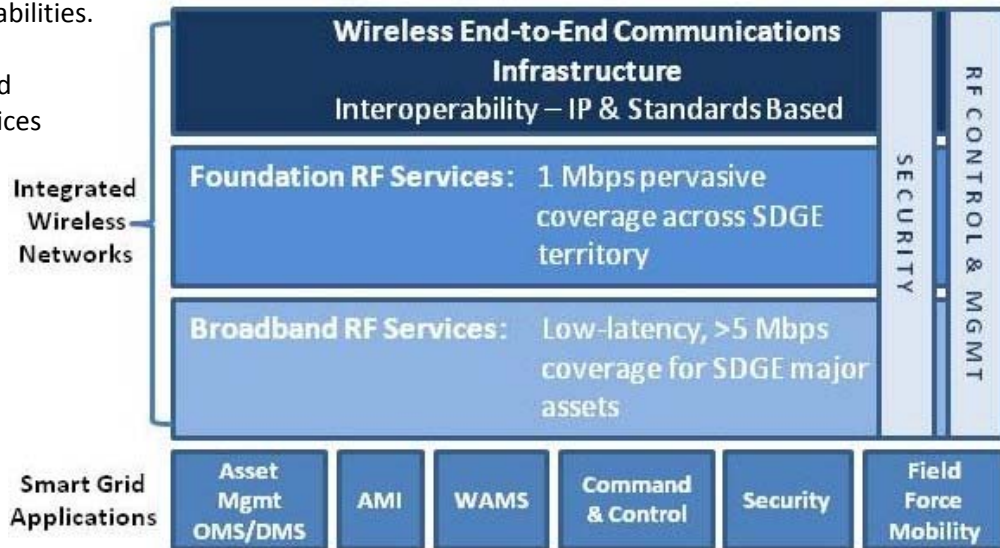 abilities.
d
ices
Wireless End-to-End Communications
Infrastructure
Interoperability – IP & Standards Based
Integrated
Wireless
Networks
Foundation RF Services: 1 Mbps pervasive
coverage across SDGE
territory
Broadband RF Services: Low-latency, >5 Mbps
coverage for SDGE major
assets
SECURITY
RF CONTROL & MGMT
Smart Grid
Applications
Asset
Mgmt
OMS/DMS
AMI
WAMS
Command
& Control
Security
Field
Force
Mobility